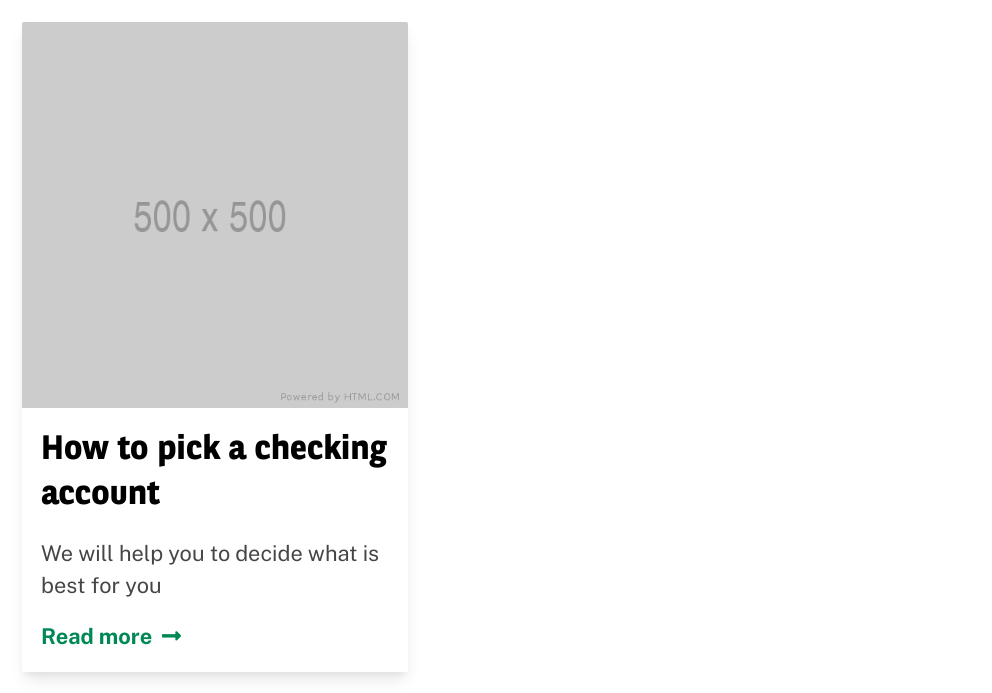 500 x 500
Powered by HTML.COM
How to pick a checking
account
We will help you to decide what is
best for you
Read more